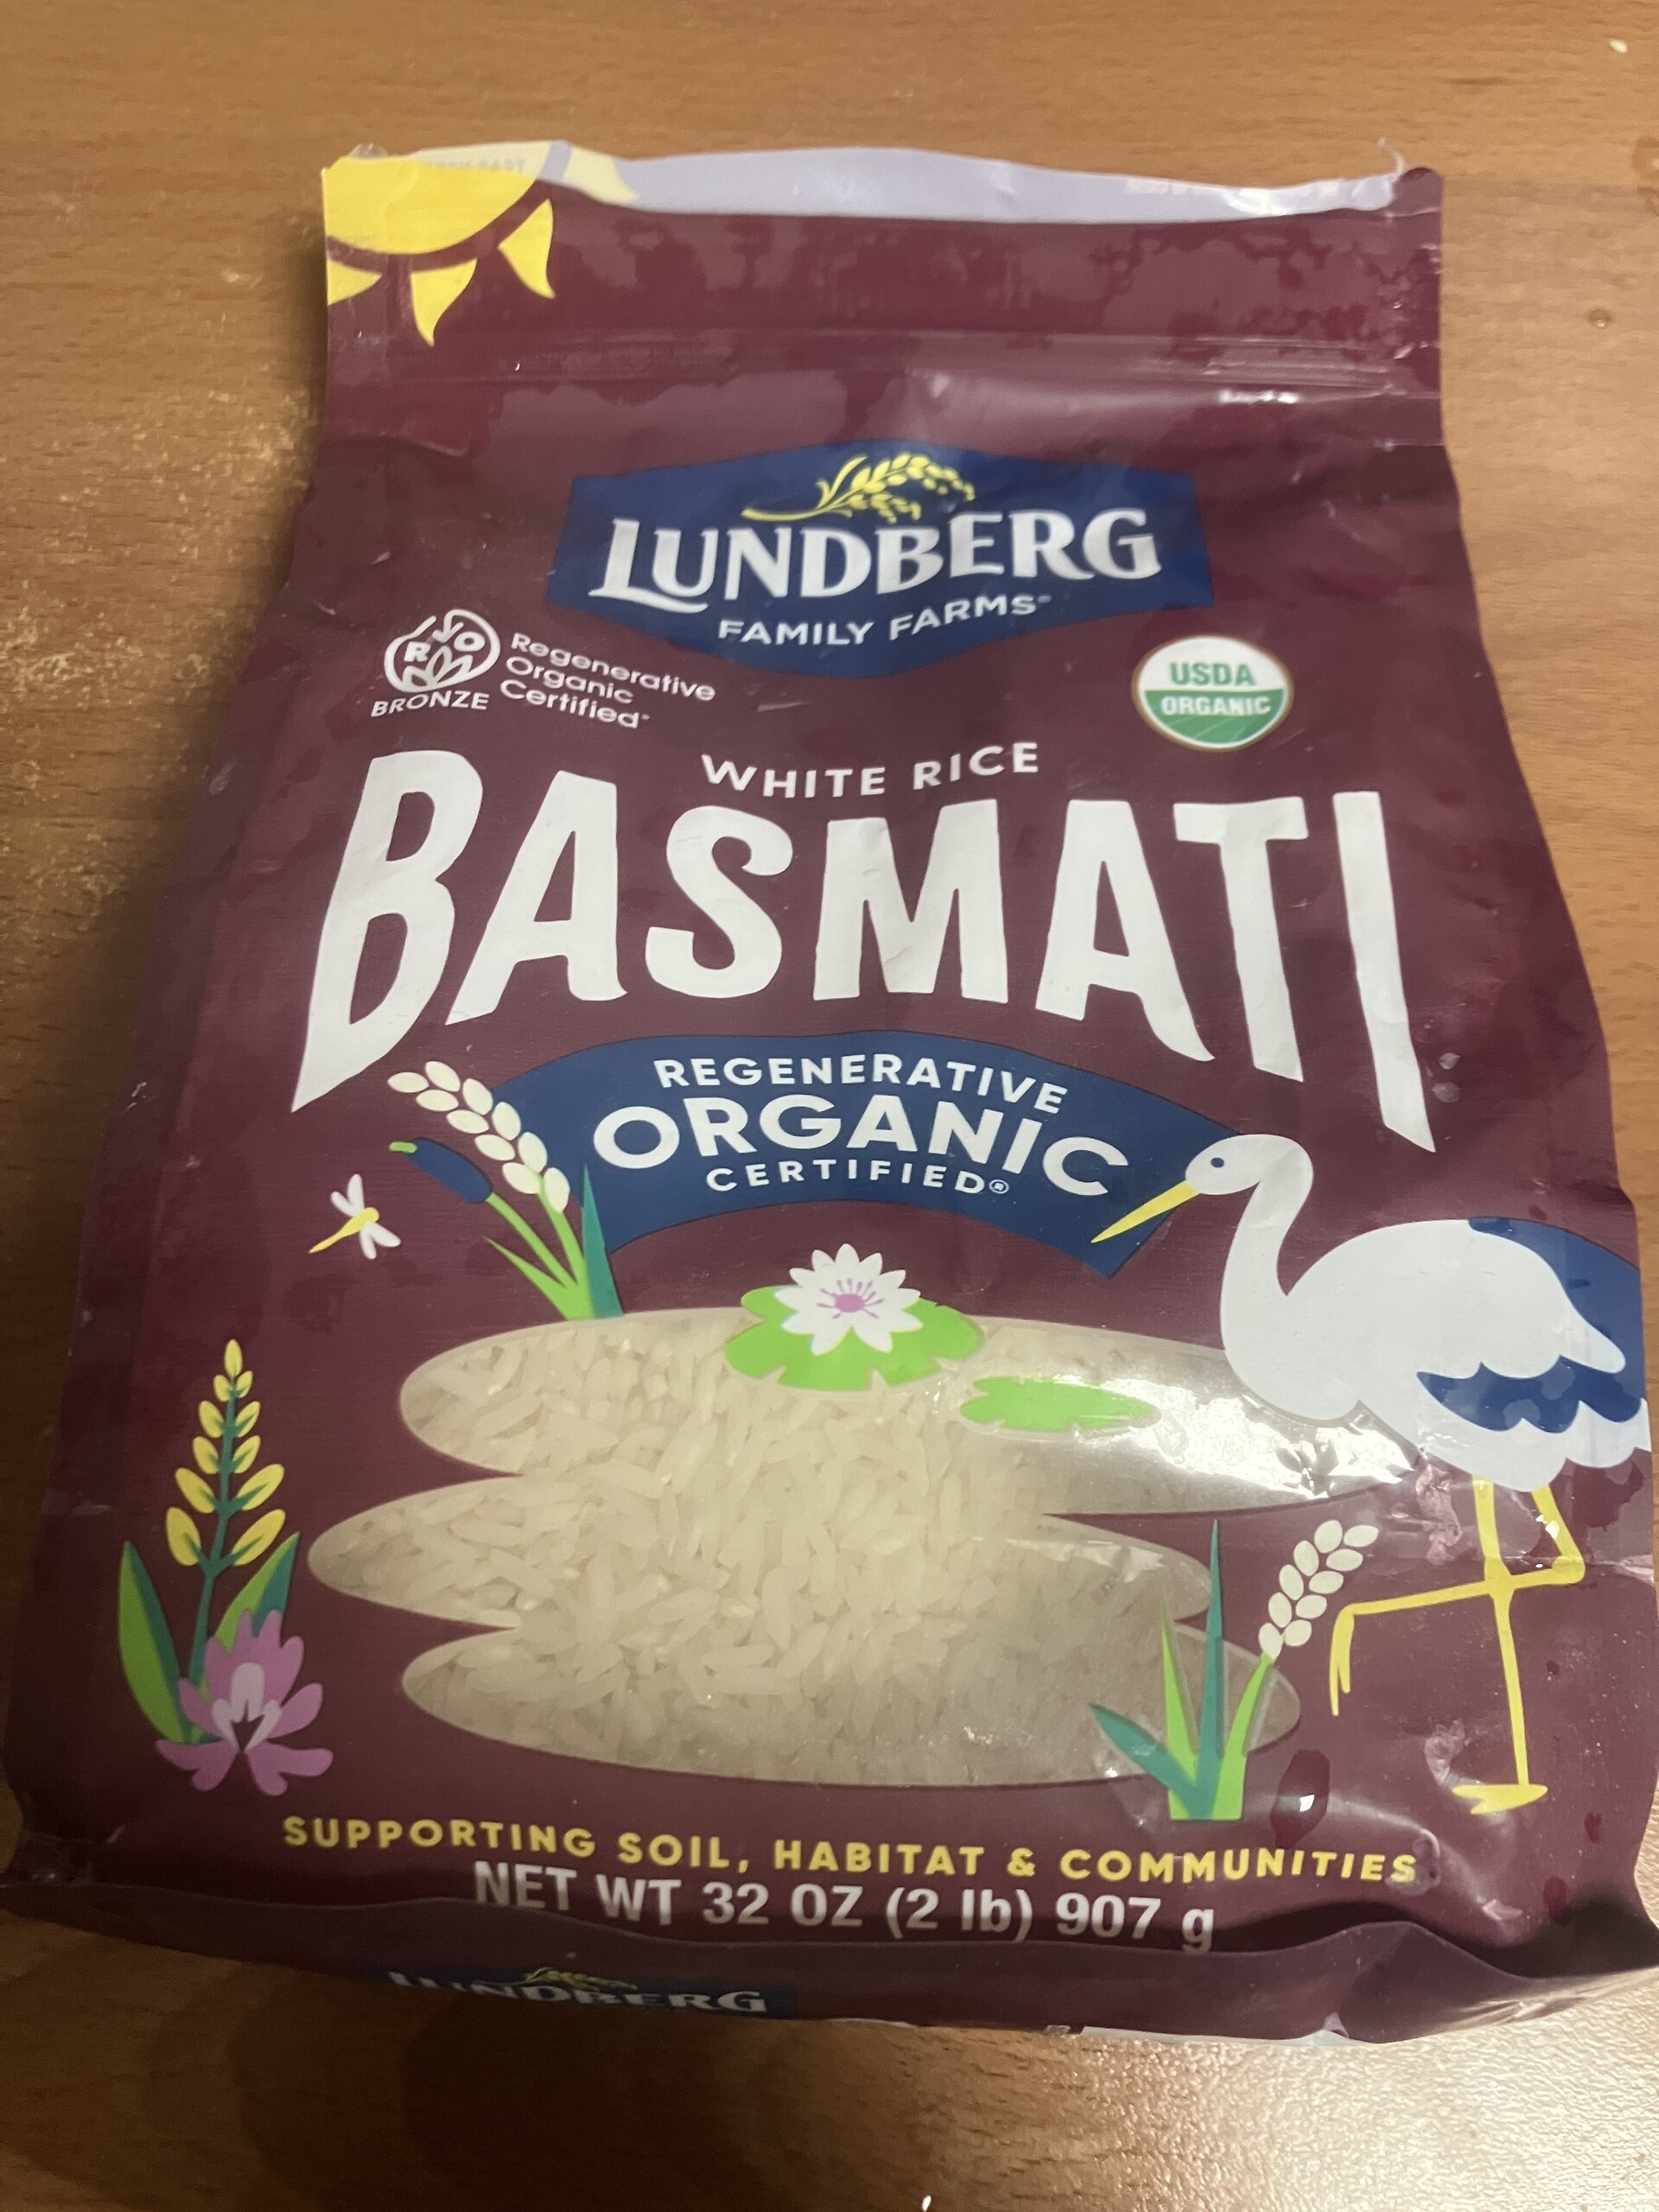 LUNDBERG
FAMILY FARMS®
RO
BRONZE
Regenerative
Organic
Certified®
USDA
ORGANIC
WHITE RICE
BASMATI
REGENERATIVE
ORGANIC
CERTIFIED®
SUPPORTING SOIL, HABITAT & COMMUNITIES
NET WT 32 OZ (2 lb) 907 g
LUNDBERG